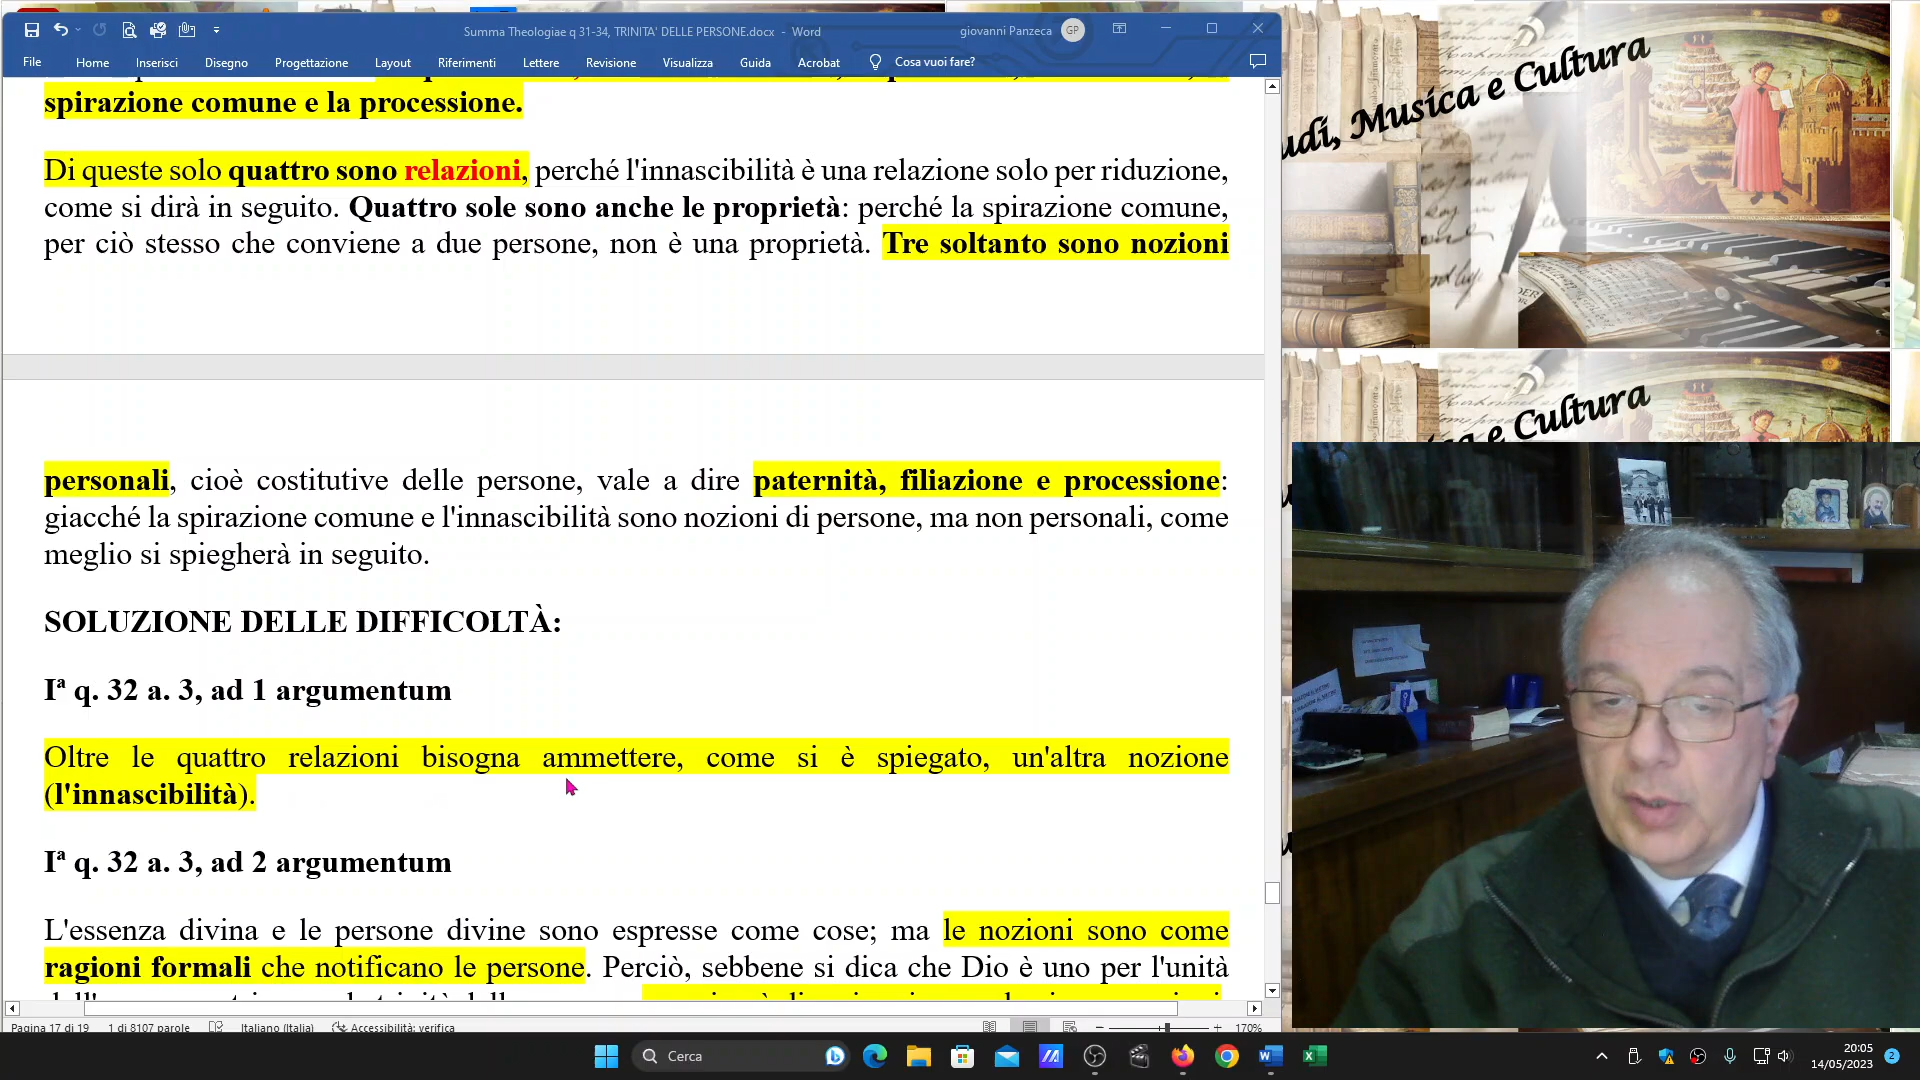 Summa Theologiae q 31-34, TRINITA' DELLE PERSONE.docx - Word
giovanni Panzeca GP
File Home Inserisci Disegno Progettazione Layout Riferimenti Lettere Revisione Visualizza Guida Acrobat Cosa vuoi fare?
spirazione comune e la processione.
Di queste solo quattro sono relazioni, perché l'innascibilità è una relazione solo per riduzione,
come si dirà in seguito. Quattro sole sono anche le proprietà: perché la spirazione comune,
per ciò stesso che conviene a due persone, non è una proprietà. Tre soltanto sono nozioni
personali, cioè costitutive delle persone, vale a dire paternità, filiazione e processione:
giacché la spirazione comune e l'innascibilità sono nozioni di persone, ma non personali, come
meglio si spiegherà in seguito.
SOLUZIONE DELLE DIFFICOLTÀ:
Iª q. 32 a. 3, ad 1 argumentum
Oltre le quattro relazioni bisogna ammettere, come si è spiegato, un'altra nozione
(l'innascibilità).
Iª q. 32 a. 3, ad 2 argumentum
L'essenza divina e le persone divine sono espresse come cose; ma le nozioni sono come
ragioni formali che notificano le persone. Perciò, sebbene si dica che Dio è uno per l'unità
Pagina 17 di 19 1 di 8107 parole Italiano (Italia) Accessibilità: verifica 170%
udi, Musica e Cultura
a e Cultura
Cerca
20:05
14/05/2023
2